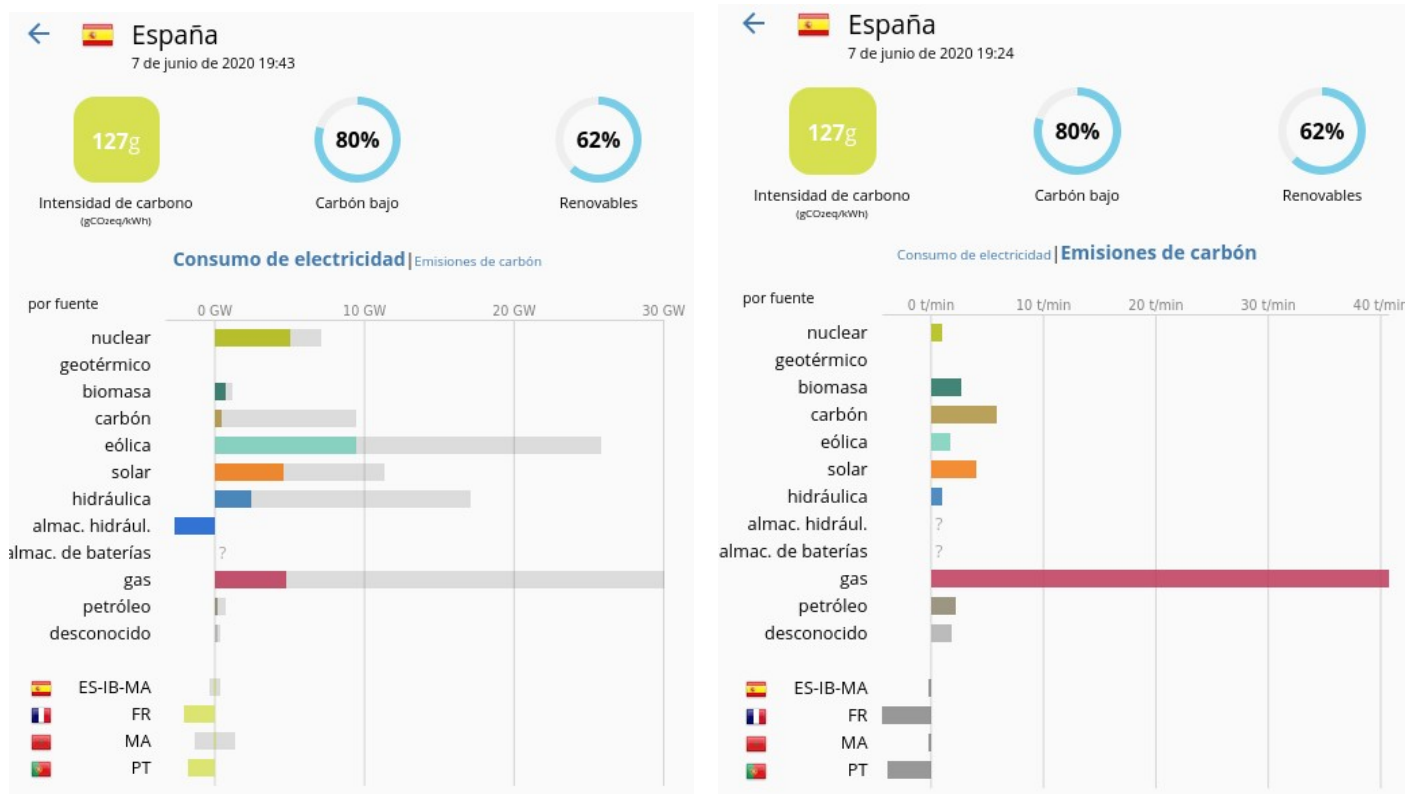 España
7 de junio de 2020 19:43
127g
80%
62%
Intensidad de carbono
(gCO₂eq/kWh)
Carbón bajo
Renovables
Consumo de electricidad|Emisiones de carbón
por fuente
0 GW 10 GW 20 GW 30 GW
nuclear
geotérmico
biomasa
carbón
eólica
solar
hidráulica
almac. hidrául.
almac. de baterías ?
gas
petróleo
desconocido
ES-IB-MA
FR
MA
PT
España
7 de junio de 2020 19:24
127g
80%
62%
Intensidad de carbono
(gCO₂eq/kWh)
Carbón bajo
Renovables
Consumo de electricidad|Emisiones de carbón
por fuente
0 t/min 10 t/min 20 t/min 30 t/min 40 t/min
nuclear
geotérmico
biomasa
carbón
eólica
solar
hidráulica
almac. hidrául. ?
almac. de baterías ?
gas
petróleo
desconocido
ES-IB-MA
FR
MA
PT